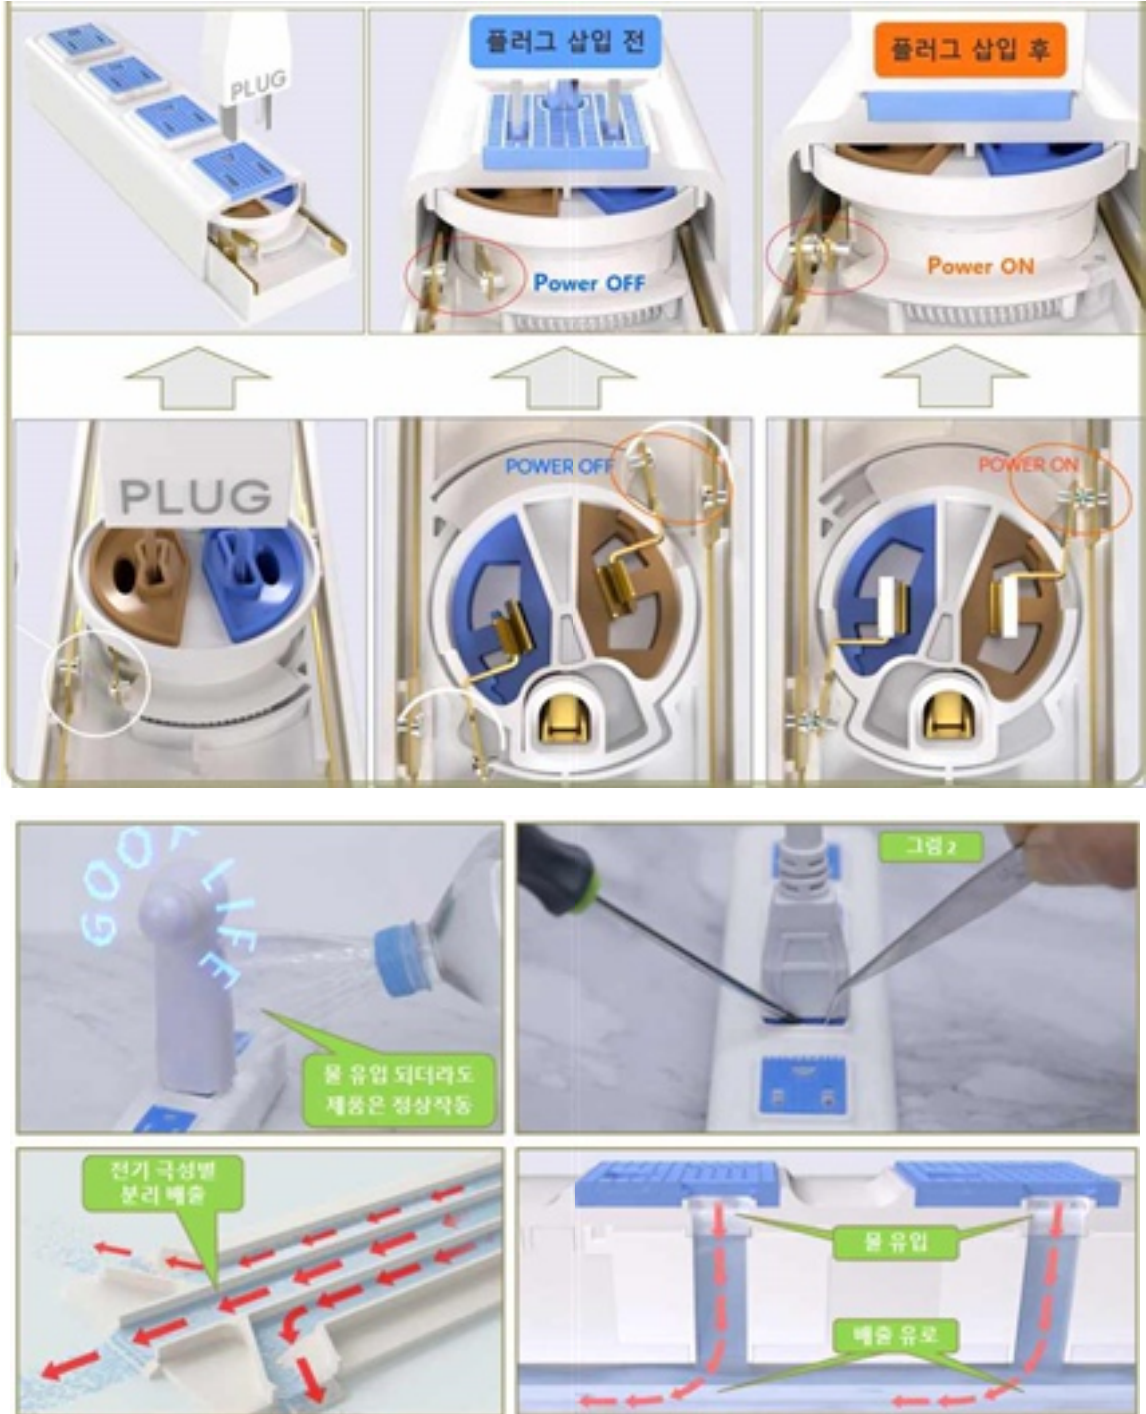 PLUG
플러그 삽입 전
Power OFF
플러그 삽입 후
Power ON
PLUG
POWER OFF
POWER ON
GOOD LIFE
물 유입 되더라도
제품은 정상작동
그림 2
전기 극성별
분리 배출
물 유입
배출 유로